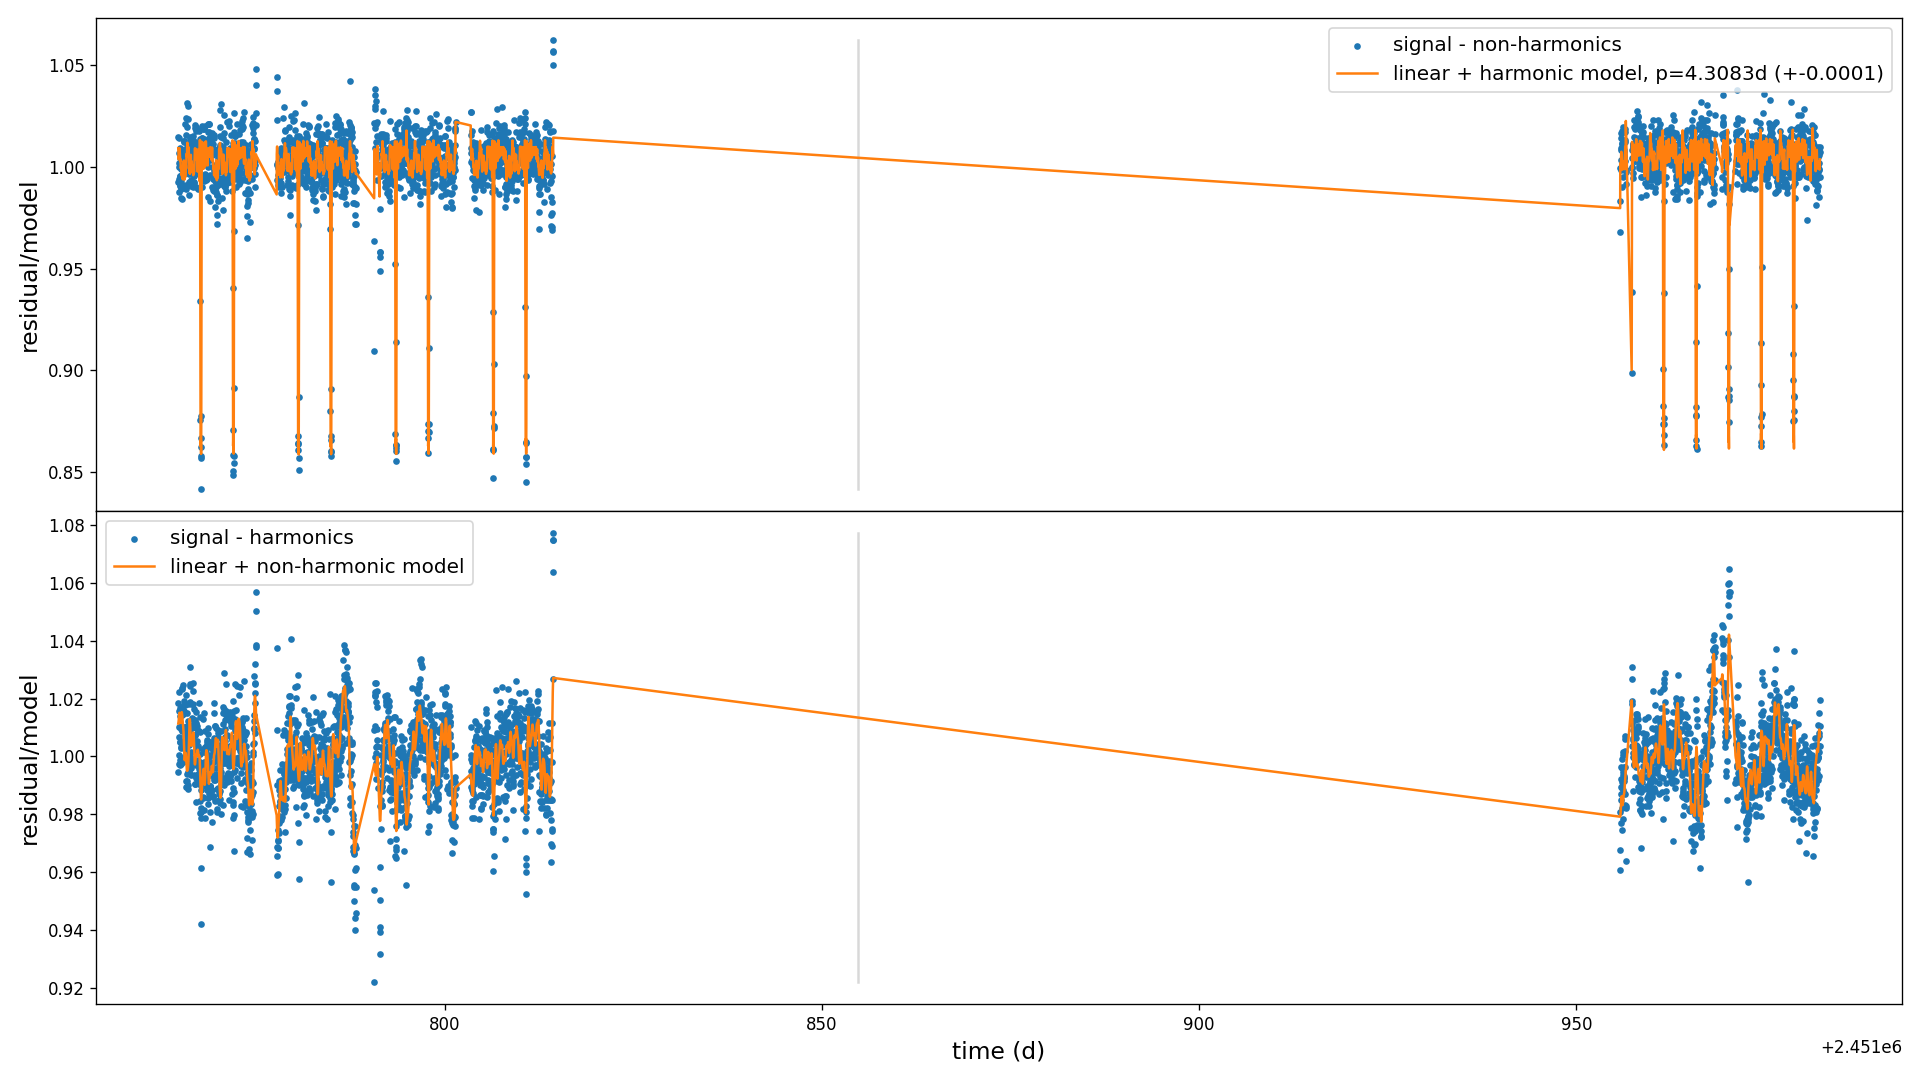 signal - non-harmonics
linear + harmonic model, p=4.3083d (+-0.0001)
1.05
1.00
0.95
0.90
0.85
residual/model
signal - harmonics
linear + non-harmonic model
1.08
1.06
1.04
1.02
1.00
0.98
0.96
0.94
0.92
residual/model
800
850
900
950
time (d)
+2.451e6